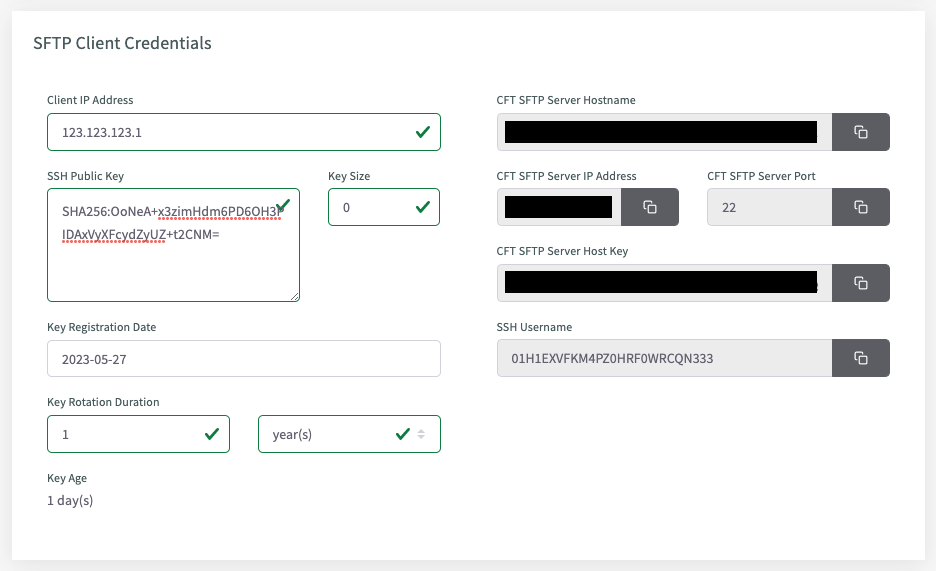 SFTP Client Credentials
Client IP Address
123.123.123.1
SSH Public Key
Key Size
SHA256:OoNeA+x3zimHdm6PD6OH3P
IDAxVyXFcydZyUZ+t2CNM=
0
Key Registration Date
2023-05-27
Key Rotation Duration
1
year(s)
Key Age
1 day(s)
CFT SFTP Server Hostname
CFT SFTP Server IP Address
CFT SFTP Server Port
22
CFT SFTP Server Host Key
SSH Username
01H1EXVFKM4PZ0HRF0WRCQN333